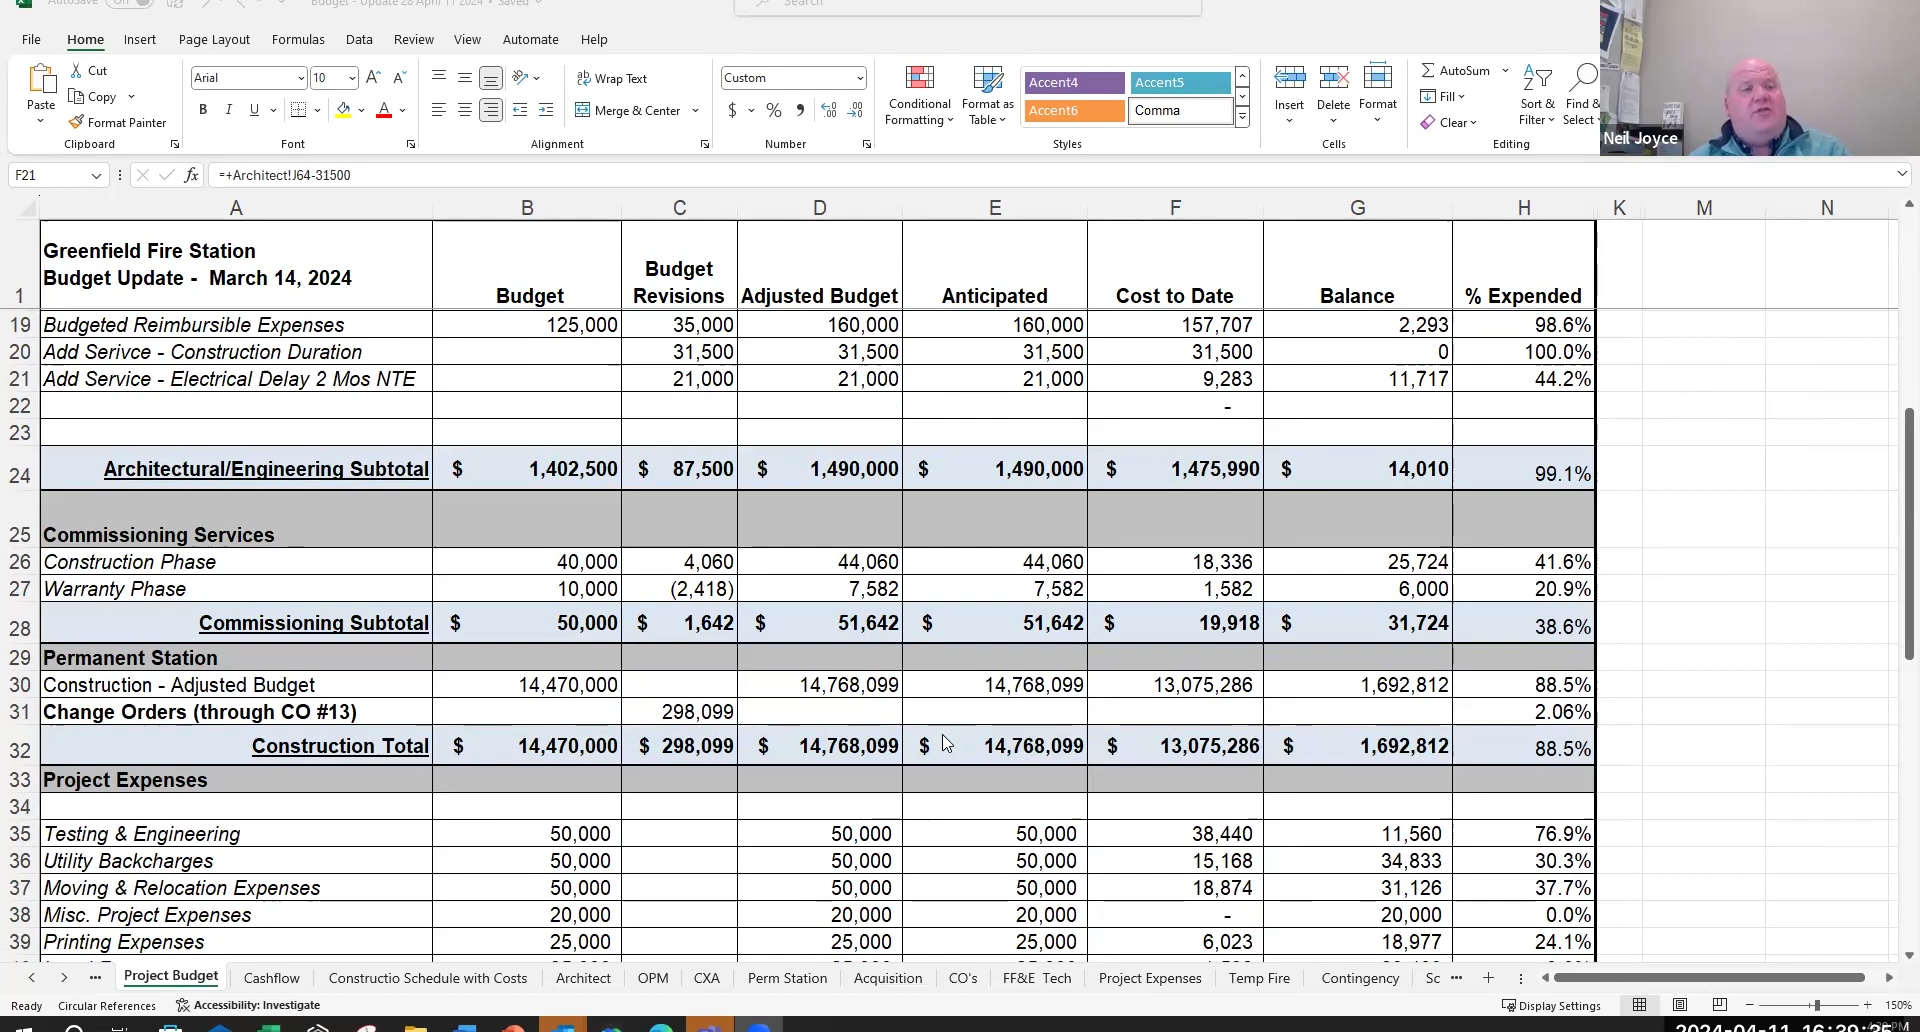 AutoSave Off Budget - Update 28 April 11 2024 • Saved Search
File Home Insert Page Layout Formulas Data Review View Automate Help
Paste Cut Copy Format Painter Clipboard
Arial 10 B I U A Font
Wrap Text Merge & Center Alignment
Custom $ % Number
Conditional Formatting Format as Table Accent4 Accent5 Accent6 Comma Styles
Insert Delete Format Cells
AutoSum Fill Clear Sort & Filter Find & Select Editing
Neil Joyce
F21 fx =+Architect!J64-31500
A B C D E F G H K M N
1 Greenfield Fire Station
Budget Update - March 14, 2024 Budget Budget Revisions Adjusted Budget Anticipated Cost to Date Balance % Expended
19 Budgeted Reimbursible Expenses 125,000 35,000 160,000 160,000 157,707 2,293 98.6%
20 Add Serivce - Construction Duration 31,500 31,500 31,500 31,500 0 100.0%
21 Add Service - Electrical Delay 2 Mos NTE 21,000 21,000 21,000 9,283 11,717 44.2%
22 -
23
24 Architectural/Engineering Subtotal $ 1,402,500 $ 87,500 $ 1,490,000 $ 1,490,000 $ 1,475,990 $ 14,010 99.1%
25 Commissioning Services
26 Construction Phase 40,000 4,060 44,060 44,060 18,336 25,724 41.6%
27 Warranty Phase 10,000 (2,418) 7,582 7,582 1,582 6,000 20.9%
28 Commissioning Subtotal $ 50,000 $ 1,642 $ 51,642 $ 51,642 $ 19,918 $ 31,724 38.6%
29 Permanent Station
30 Construction - Adjusted Budget 14,470,000 14,768,099 14,768,099 13,075,286 1,692,812 88.5%
31 Change Orders (through CO #13) 298,099 2.06%
32 Construction Total $ 14,470,000 $ 298,099 $ 14,768,099 $ 14,768,099 $ 13,075,286 $ 1,692,812 88.5%
33 Project Expenses
34
35 Testing & Engineering 50,000 50,000 50,000 38,440 11,560 76.9%
36 Utility Backcharges 50,000 50,000 50,000 15,168 34,833 30.3%
37 Moving & Relocation Expenses 50,000 50,000 50,000 18,874 31,126 37.7%
38 Misc. Project Expenses 20,000 20,000 20,000 - 20,000 0.0%
39 Printing Expenses 25,000 25,000 25,000 6,023 18,977 24.1%
Project Budget Cashflow Constructio Schedule with Costs Architect OPM CXA Perm Station Acquisition CO's FF&E Tech Project Expenses Temp Fire Contingency Sc
Ready Circular References Accessibility: Investigate Display Settings 150%
2024-04-11 16:39:35